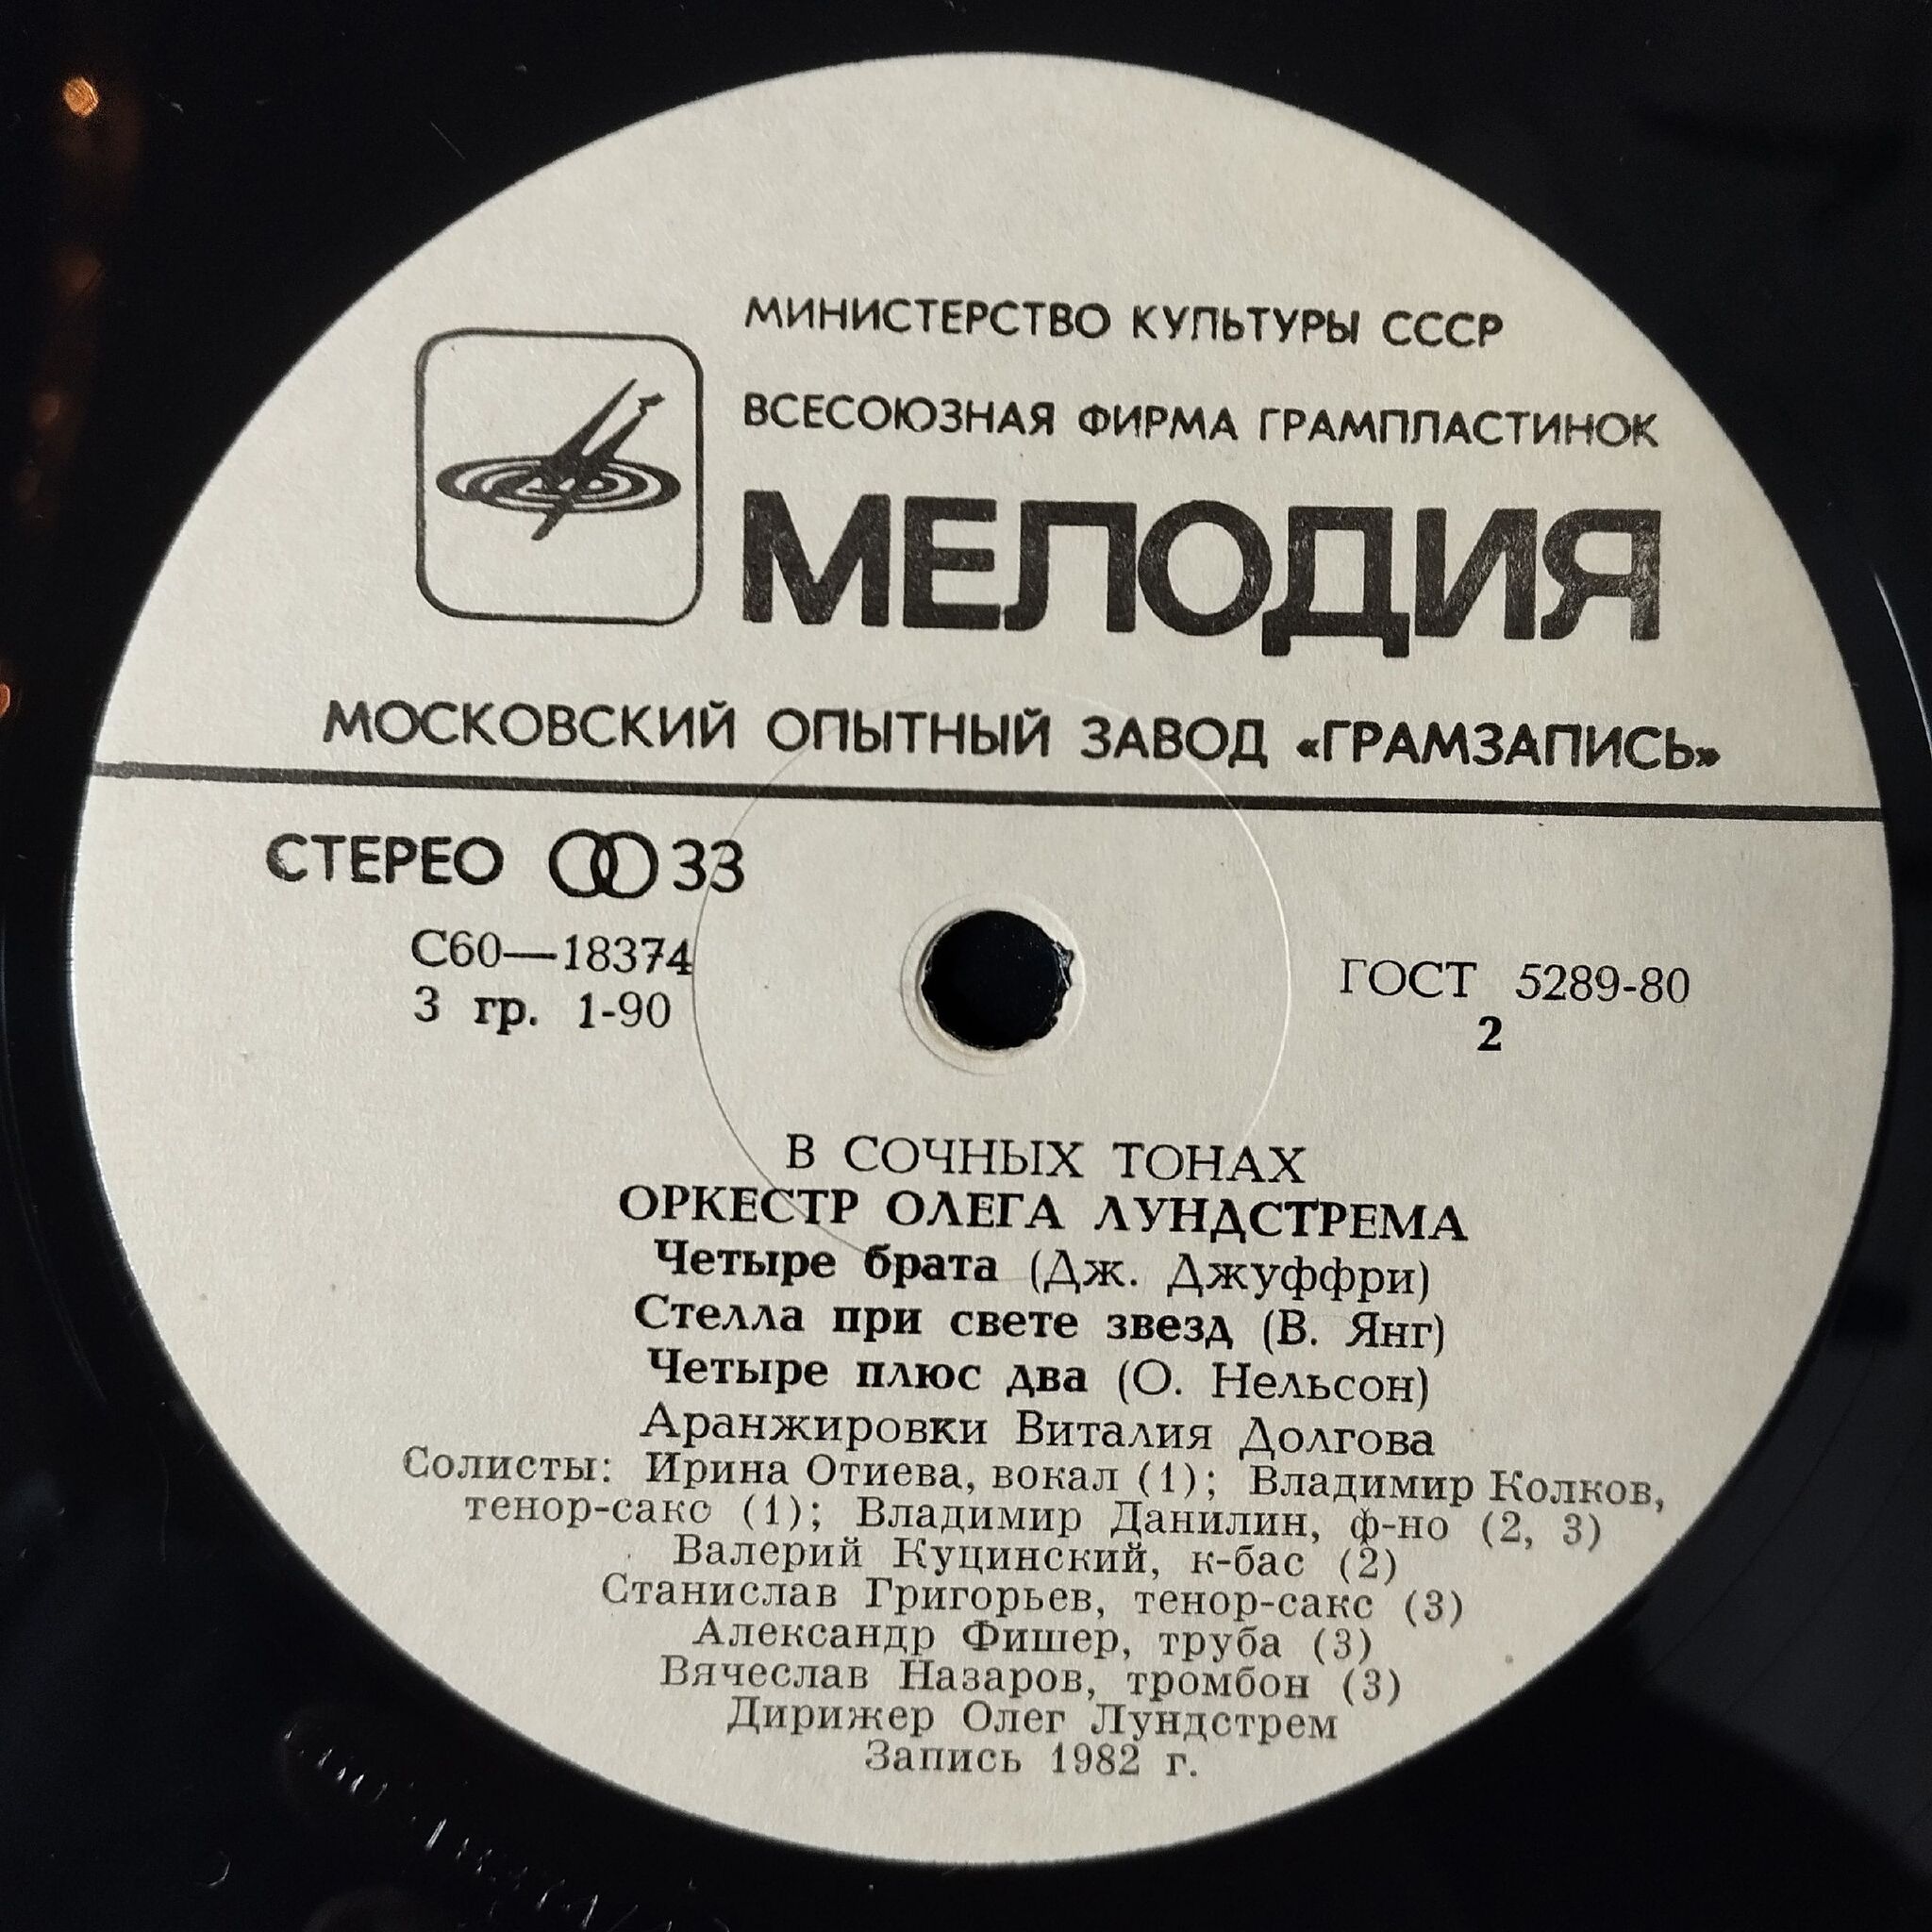 МИНИСТЕРСТВО КУЛЬТУРЫ СССР
ВСЕСОЮЗНАЯ ФИРМА ГРАМПЛАСТИНОК
МЕЛОДИЯ
МОСКОВСКИЙ ОПЫТНЫЙ ЗАВОД «ГРАМЗАПИСЬ»
СТЕРЕО 33
С60—18374
3 гр. 1-90
ГОСТ 5289-80
2
В СОЧНЫХ ТОНАХ
ОРКЕСТР ОЛЕГА ЛУНДСТРЕМА
Четыре брата (Дж. Джуффри)
Стелла при свете звезд (В. Янг)
Четыре плюс два (О. Нельсон)
Аранжировки Виталия Долгова
Солисты: Ирина Отиева, вокал (1); Владимир Колков,
тенор-сакс (1); Владимир Данилин, ф-но (2, 3)
Валерий Куцинский, к-бас (2)
Станислав Григорьев, тенор-сакс (3)
Александр Фишер, труба (3)
Вячеслав Назаров, тромбон (3)
Дирижер Олег Лундстрем
Запись 1982 г.